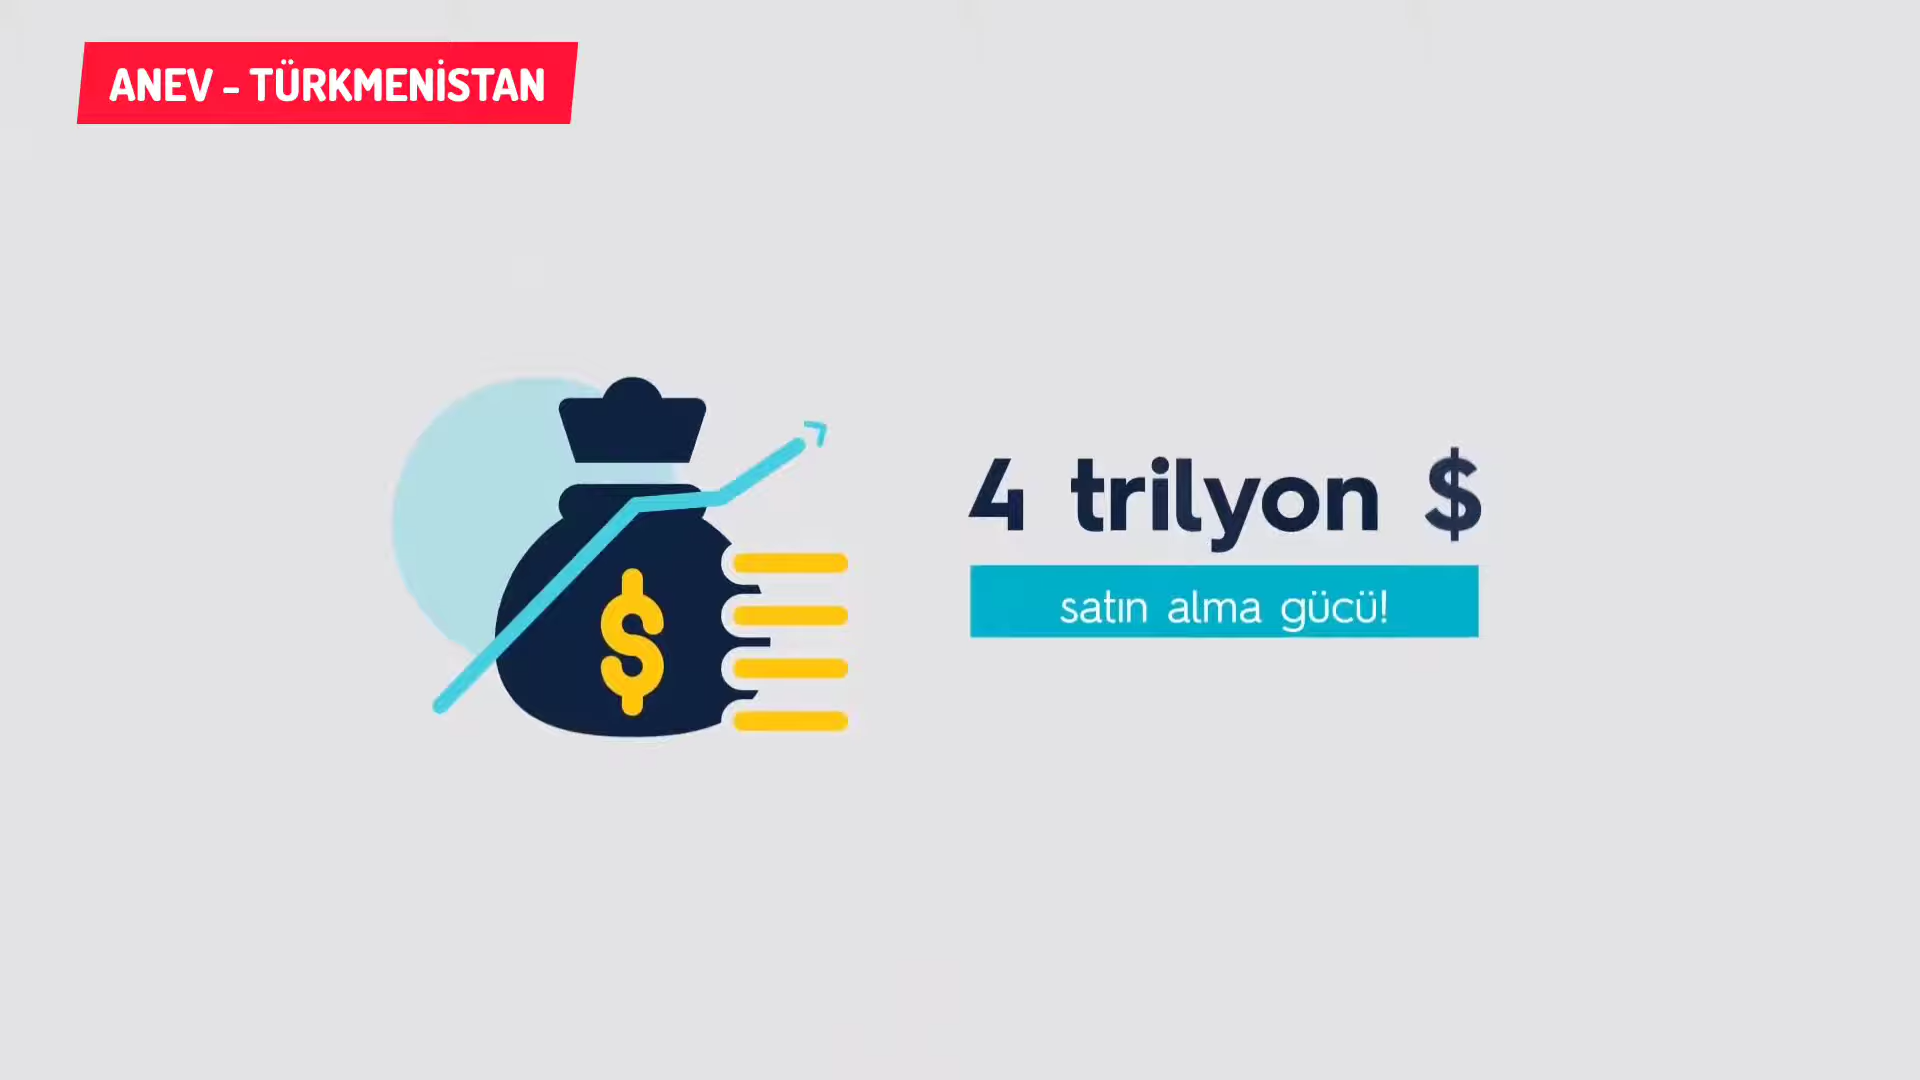 ANEV - TÜRKMENİSTAN
4 trilyon $
satın alma gücü!
$